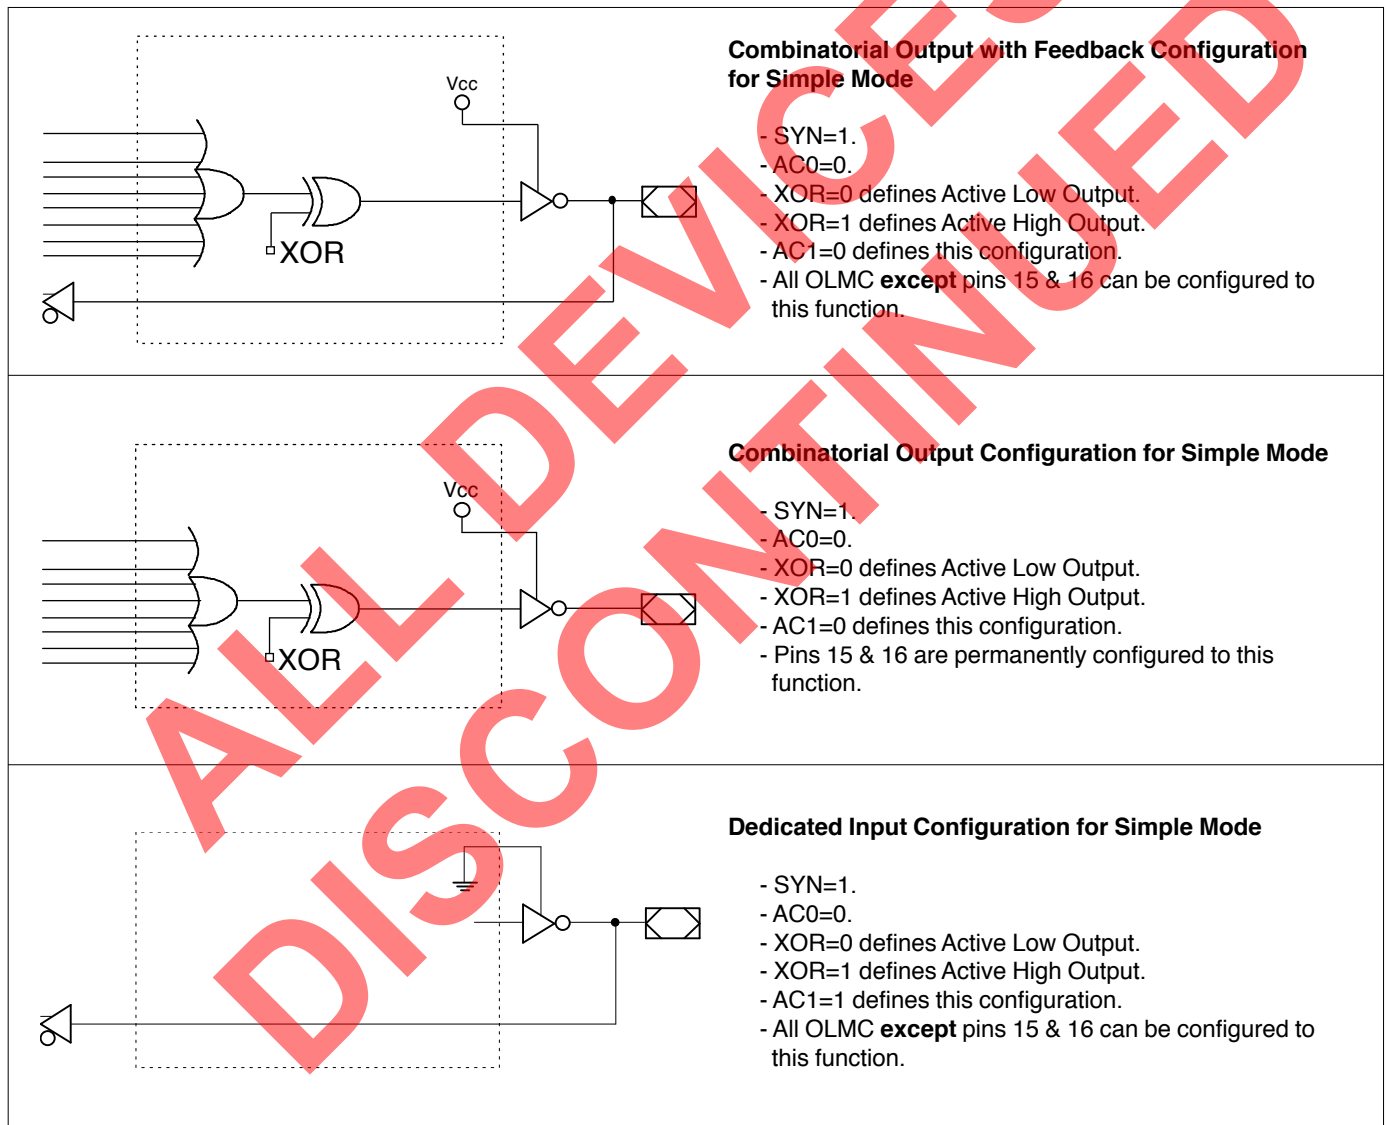 Combinatorial Output with Feedback Configuration
for Simple Mode
Vcc
XOR
- SYN=1.
- AC0=0.
- XOR=0 defines Active Low Output.
- XOR=1 defines Active High Output.
- AC1=0 defines this configuration.
- All OLMC except pins 15 & 16 can be configured to
this function.
Combinatorial Output Configuration for Simple Mode
Vcc
XOR
- SYN=1.
- AC0=0.
- XOR=0 defines Active Low Output.
- XOR=1 defines Active High Output.
- AC1=0 defines this configuration.
- Pins 15 & 16 are permanently configured to this
function.
Dedicated Input Configuration for Simple Mode
- SYN=1.
- AC0=0.
- XOR=0 defines Active Low Output.
- XOR=1 defines Active High Output.
- AC1=1 defines this configuration.
- All OLMC except pins 15 & 16 can be configured to
this function.
ALL DEVICES
DISCONTINUED